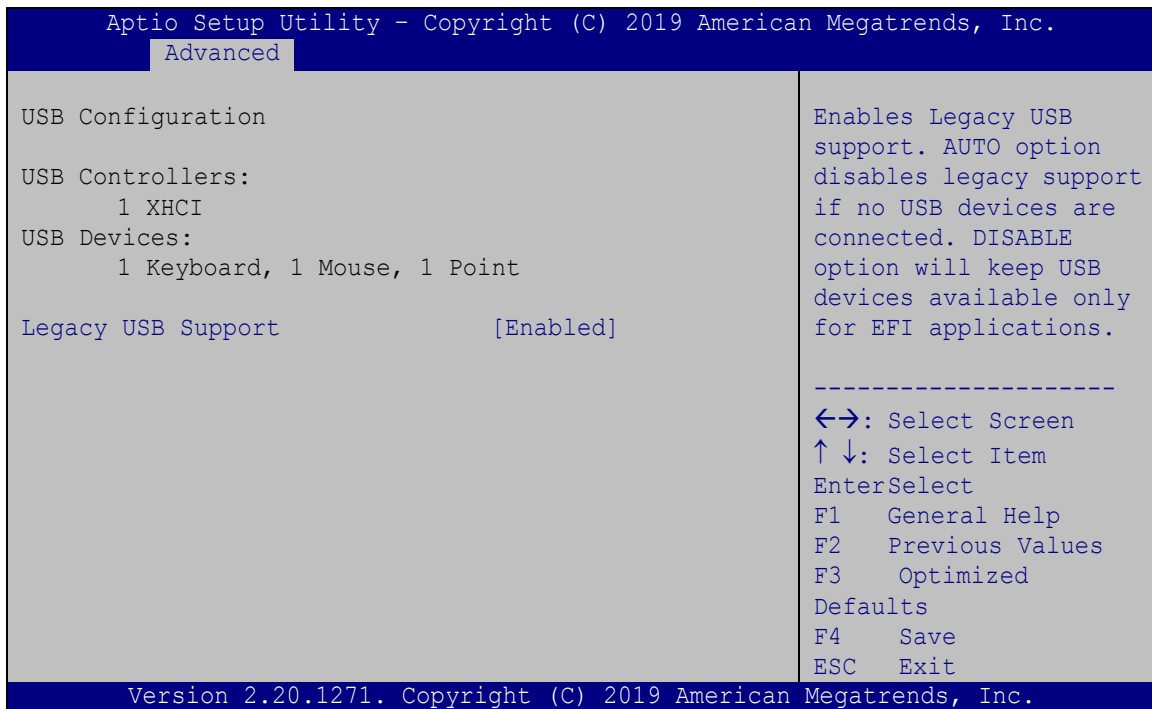 Aptio Setup Utility – Copyright (C) 2019 American Megatrends, Inc.
Advanced
USB Configuration
USB Controllers:
1 XHCI
USB Devices:
1 Keyboard, 1 Mouse, 1 Point
Legacy USB Support [Enabled]
Enables Legacy USB
support. AUTO option
disables legacy support
if no USB devices are
connected. DISABLE
option will keep USB
devices available only
for EFI applications.
---------------------
←→: Select Screen
↑ ↓: Select Item
EnterSelect
F1 General Help
F2 Previous Values
F3 Optimized
Defaults
F4 Save
ESC Exit
Version 2.20.1271. Copyright (C) 2019 American Megatrends, Inc.